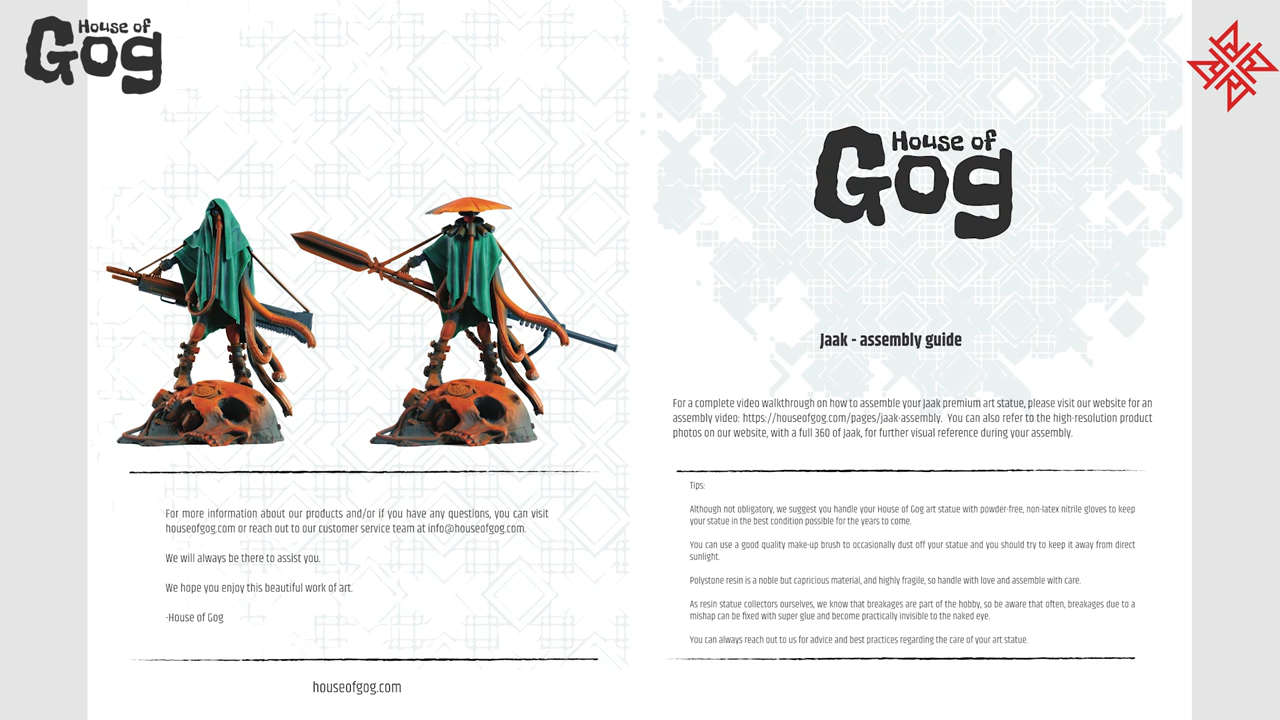 House of
Gog
For more information about our products and/or if you have any questions, you can visit
houseofgog.com or reach out to our customer service team at info@houseofgog.com.
We will always be there to assist you.
We hope you enjoy this beautiful work of art.
-House of Gog
houseofgog.com
House of
Gog
Jaak - assembly guide
For a complete video walkthrough on how to assemble your Jaak premium art statue, please visit our website for an
assembly video: https://houseofgog.com/pages/jaak-assembly. You can also refer to the high-resolution product
photos on our website, with a full 360 of Jaak, for further visual reference during your assembly.
Tips:
Although not obligatory, we suggest you handle your House of Gog art statue with powder-free, non-latex nitrile gloves to keep
your statue in the best condition possible for the years to come.
You can use a good quality make-up brush to occasionally dust off your statue and you should try to keep it away from direct
sunlight.
Polystone resin is a noble but capricious material, and highly fragile, so handle with love and assemble with care.
As resin statue collectors ourselves, we know that breakages are part of the hobby, so be aware that often, breakages due to a
mishap can be fixed with super glue and become practically invisible to the naked eye.
You can always reach out to us for advice and best practices regarding the care of your art statue.